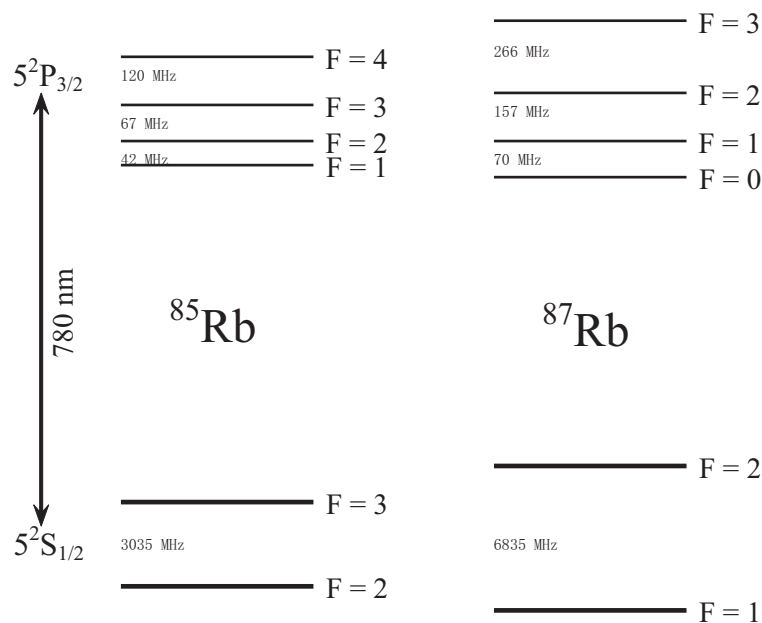 F = 3
266 MHz
F = 4
5²P₃/₂
120 MHz
F = 2
F = 3
157 MHz
67 MHz
F = 2
F = 1
42 MHz
70 MHz
F = 1
F = 0
780 nm
⁸⁵Rb
⁸⁷Rb
F = 2
F = 3
5²S₁/₂
3035 MHz
6835 MHz
F = 2
F = 1